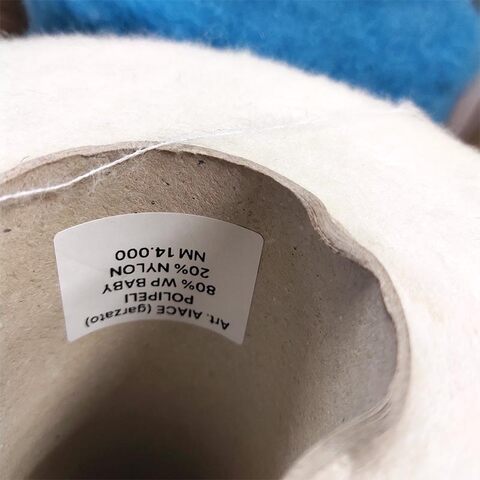 Art. AIACE (garzato)
POLIPELI
80% WP BABY
20% NYLON
NM 14.000